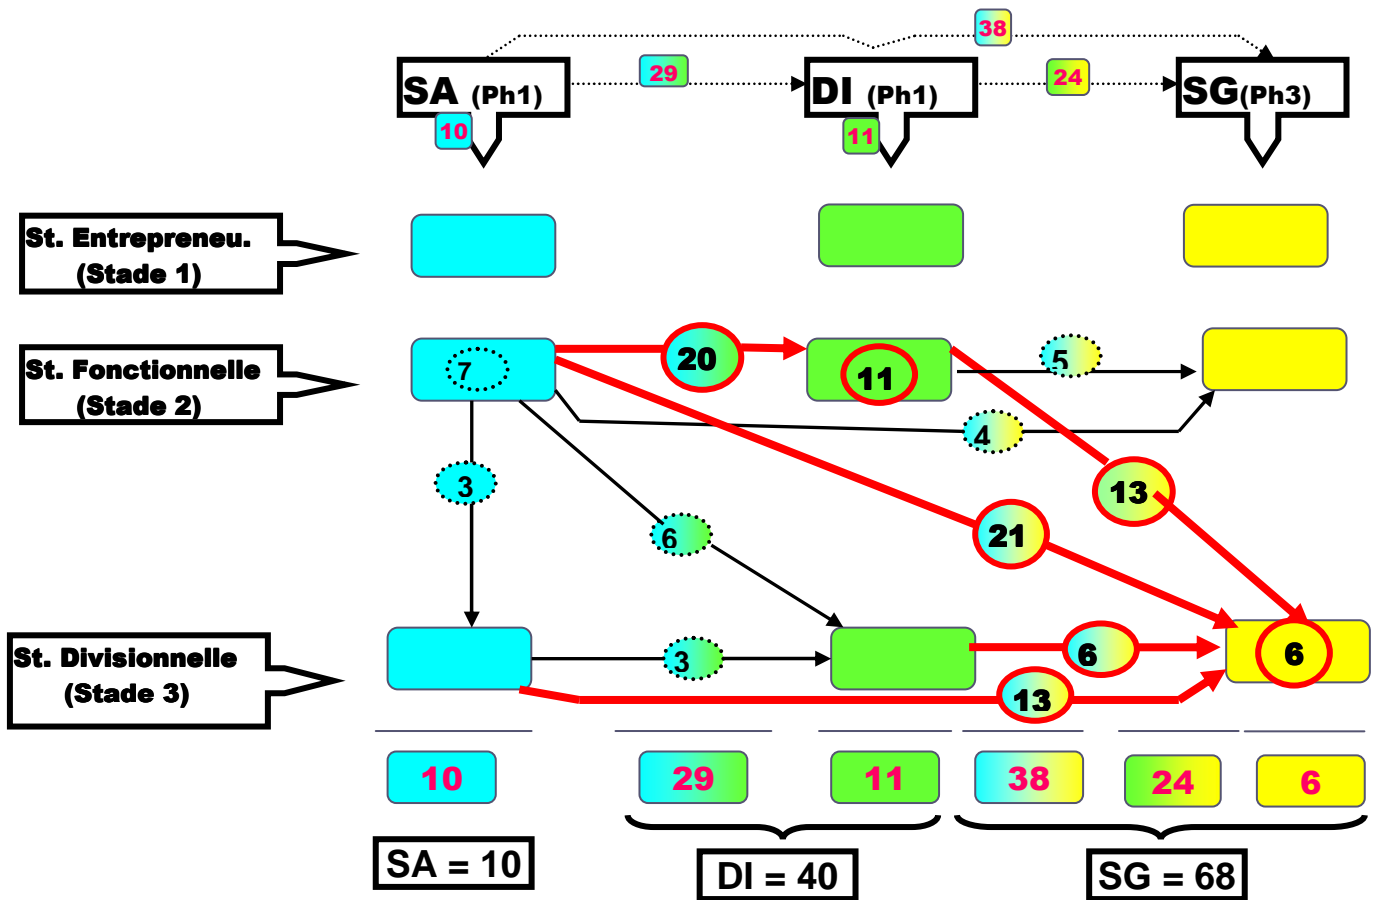 38
29
24
SA (Ph1)
DI (Ph1)
SG(Ph3)
10
11
St. Entrepreneu.
(Stade 1)
St. Fonctionnelle
(Stade 2)
7
20
11
5
4
3
13
6
21
St. Divisionnelle
(Stade 3)
3
6
6
13
10
29
11
38
24
6
SA = 10
DI = 40
SG = 68